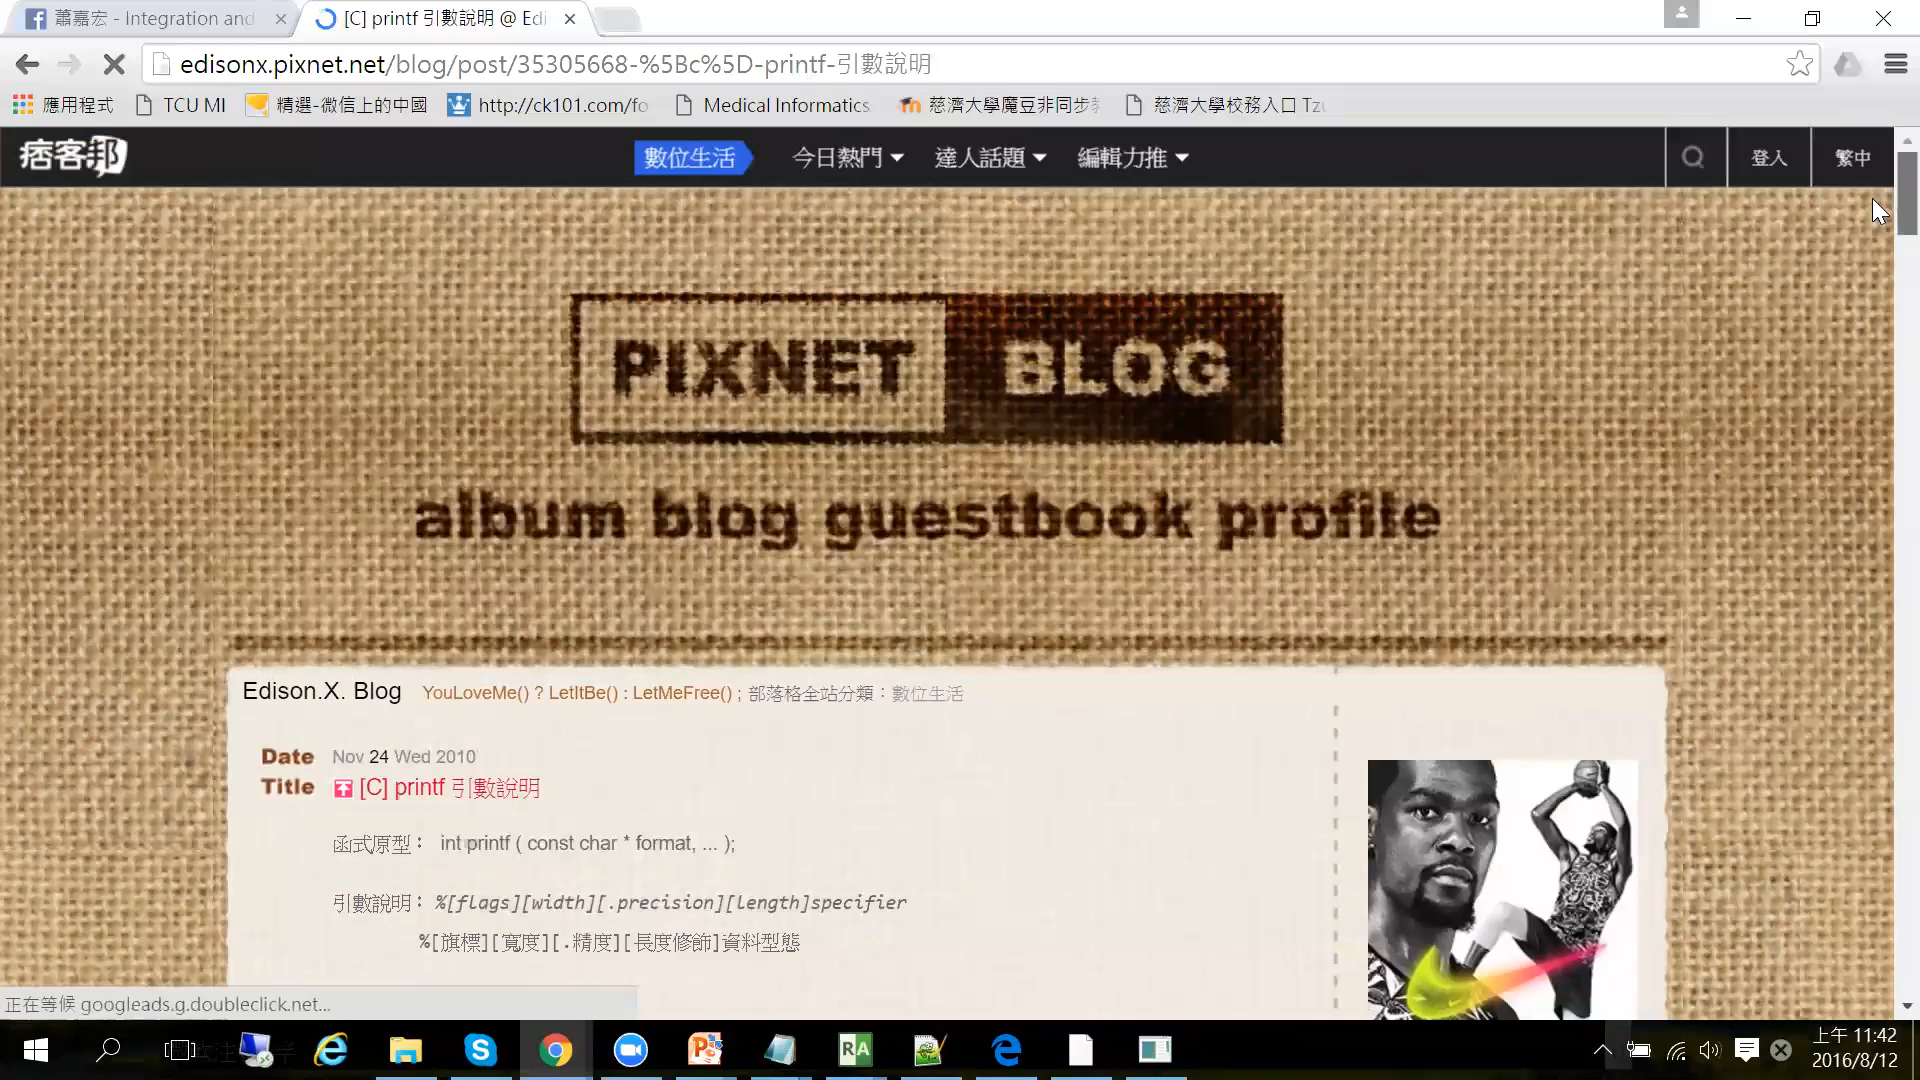 蕭嘉宏 - Integration and
[C] printf 引數說明 @ Edi
edisonx.pixnet.net/blog/post/35305668-%5Bc%5D-printf-引數說明
應用程式
TCU MI
精選-微信上的中國
http://ck101.com/fo
Medical Informatics
慈濟大學魔豆非同步
慈濟大學校務入口 Tzu
痞客邦
數位生活
今日熱門
達人話題
編輯力推
登入
繁中
PIXNET BLOG
album blog guestbook profile
Edison.X. Blog YouLoveMe() ? LetItBe() : LetMeFree() ; 部落格全站分類：數位生活
Date Nov 24 Wed 2010
Title [C] printf 引數說明
函式原型： int printf ( const char * format, ... );
引數說明：%[flags][width][.precision][length]specifier
%[旗標][寬度][.精度][長度修飾]資料型態
正在等候 googleads.g.doubleclick.net...
RA
上午 11:42
2016/8/12